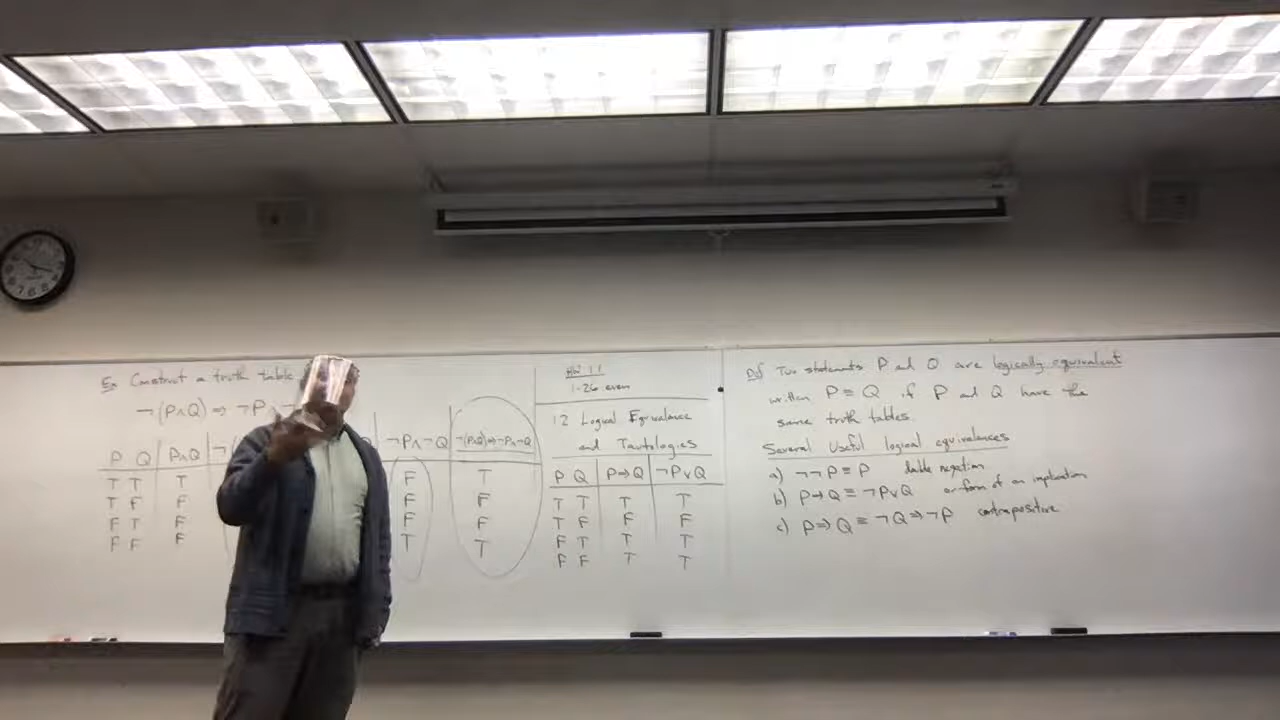 Ex Construct a truth table
¬(P∧Q) ⇒ ¬P
P Q P∧Q ¬P∧¬Q ¬(P∧Q)⇒¬P∧¬Q
T T T F T
T F F F F
F T F F F
F F F T T
HW 1.1
1-26 even
1.2 Logical Equivalence
and Tautologies
P Q P⇒Q ¬P∨Q
T T T T
T F F F
F T T T
F F T T
Def Two statements P and Q are logically equivalent
written P≡Q if P and Q have the
same truth tables.
Several Useful logical equivalances
a) ¬¬P≡P double negation
b) P⇒Q≡¬P∨Q or form of an implication
c) P⇒Q≡¬Q⇒¬P contrapositive